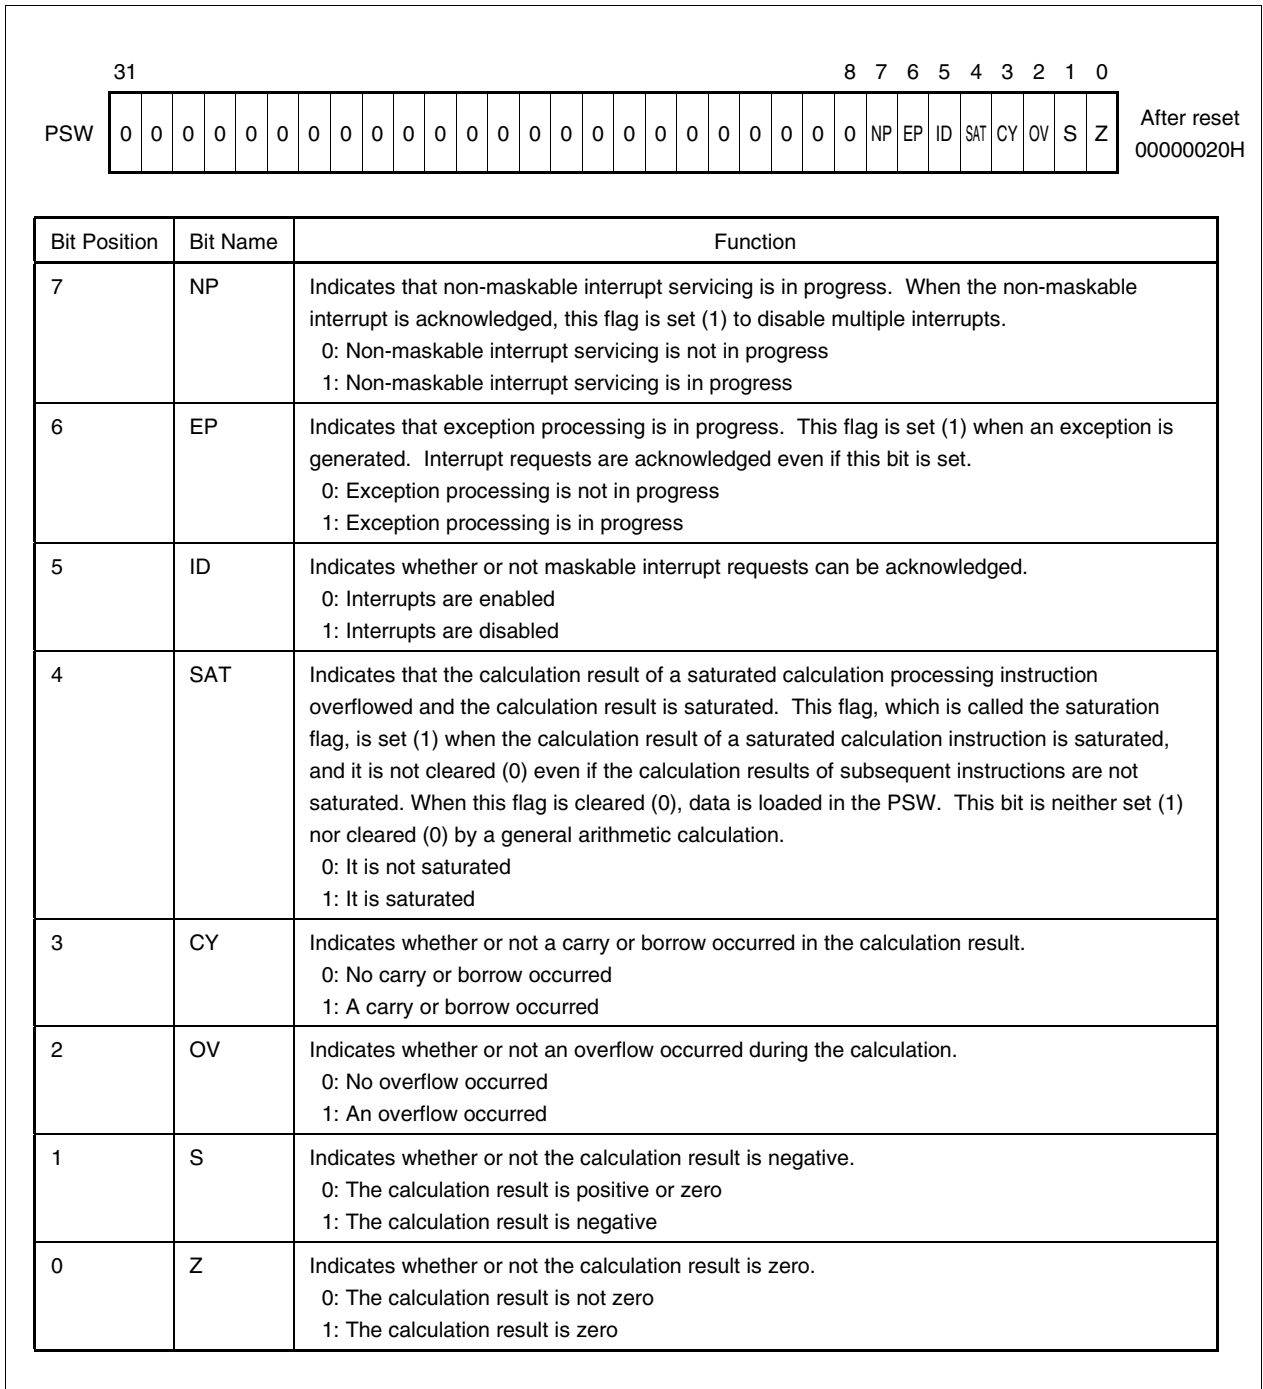 31 8 7 6 5 4 3 2 1 0
PSW 0 0 0 0 0 0 0 0 0 0 0 0 0 0 0 0 0 0 0 0 0 0 0 0 NP EP ID SAT CY OV S Z
After reset
00000020H
Bit Position Bit Name Function
7 NP Indicates that non-maskable interrupt servicing is in progress. When the non-maskable
interrupt is acknowledged, this flag is set (1) to disable multiple interrupts.
0: Non-maskable interrupt servicing is not in progress
1: Non-maskable interrupt servicing is in progress
6 EP Indicates that exception processing is in progress. This flag is set (1) when an exception is
generated. Interrupt requests are acknowledged even if this bit is set.
0: Exception processing is not in progress
1: Exception processing is in progress
5 ID Indicates whether or not maskable interrupt requests can be acknowledged.
0: Interrupts are enabled
1: Interrupts are disabled
4 SAT Indicates that the calculation result of a saturated calculation processing instruction
overflowed and the calculation result is saturated. This flag, which is called the saturation
flag, is set (1) when the calculation result of a saturated calculation instruction is saturated,
and it is not cleared (0) even if the calculation results of subsequent instructions are not
saturated. When this flag is cleared (0), data is loaded in the PSW. This bit is neither set (1)
nor cleared (0) by a general arithmetic calculation.
0: It is not saturated
1: It is saturated
3 CY Indicates whether or not a carry or borrow occurred in the calculation result.
0: No carry or borrow occurred
1: A carry or borrow occurred
2 OV Indicates whether or not an overflow occurred during the calculation.
0: No overflow occurred
1: An overflow occurred
1 S Indicates whether or not the calculation result is negative.
0: The calculation result is positive or zero
1: The calculation result is negative
0 Z Indicates whether or not the calculation result is zero.
0: The calculation result is not zero
1: The calculation result is zero